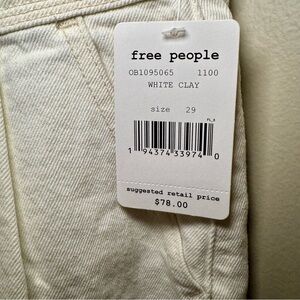 free people
OB1095065 1100
WHITE CLAY
size 29
1 94374 33974 0
suggested retail price
$78.00